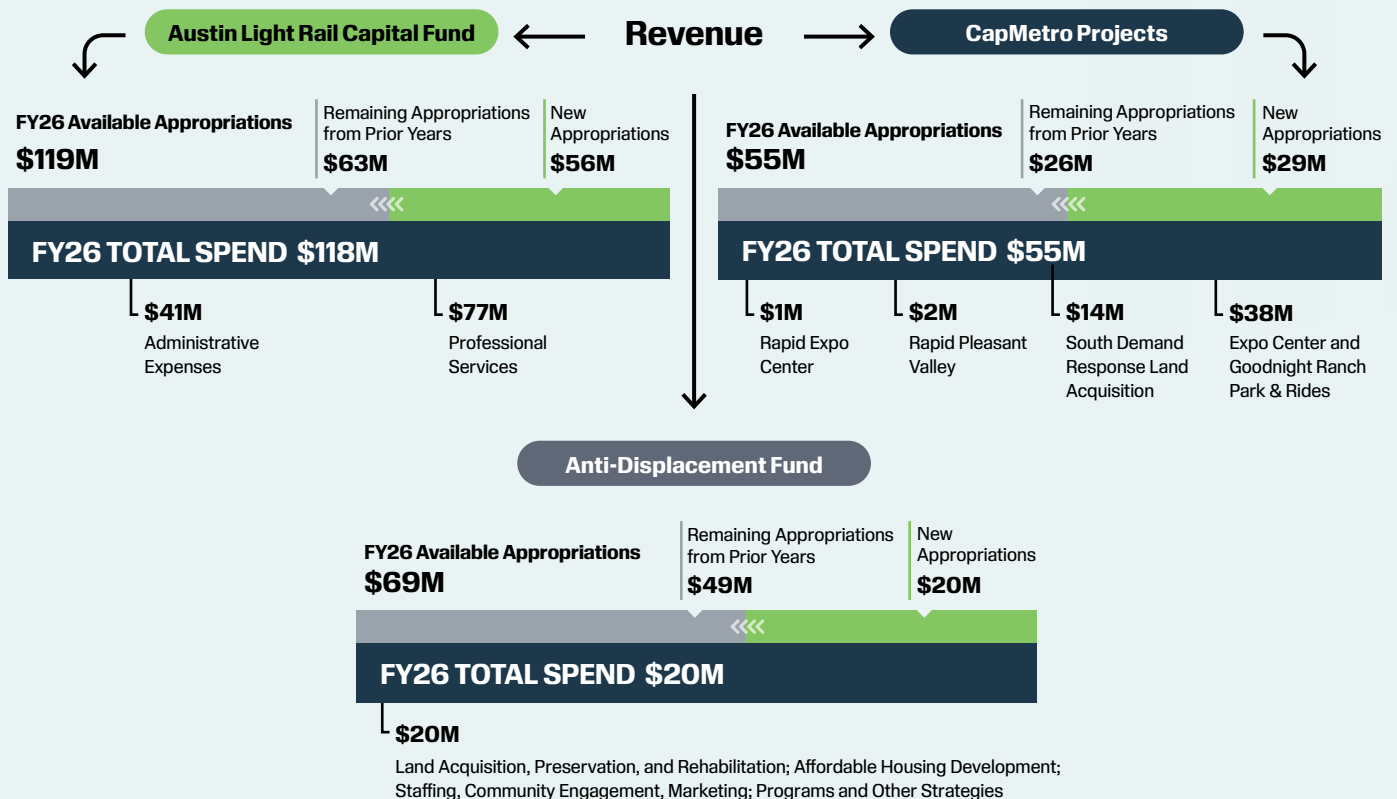 Austin Light Rail Capital Fund
Revenue
CapMetro Projects
FY26 Available Appropriations
$119M
Remaining Appropriations
from Prior Years
$63M
New
Appropriations
$56M
FY26 TOTAL SPEND $118M
$41M
Administrative
Expenses
$77M
Professional
Services
FY26 Available Appropriations
$55M
Remaining Appropriations
from Prior Years
$26M
New
Appropriations
$29M
FY26 TOTAL SPEND $55M
$1M
Rapid Expo
Center
$2M
Rapid Pleasant
Valley
$14M
South Demand
Response Land
Acquisition
$38M
Expo Center and
Goodnight Ranch
Park & Rides
Anti-Displacement Fund
FY26 Available Appropriations
$69M
Remaining Appropriations
from Prior Years
$49M
New
Appropriations
$20M
FY26 TOTAL SPEND $20M
$20M
Land Acquisition, Preservation, and Rehabilitation; Affordable Housing Development;
Staffing, Community Engagement, Marketing; Programs and Other Strategies